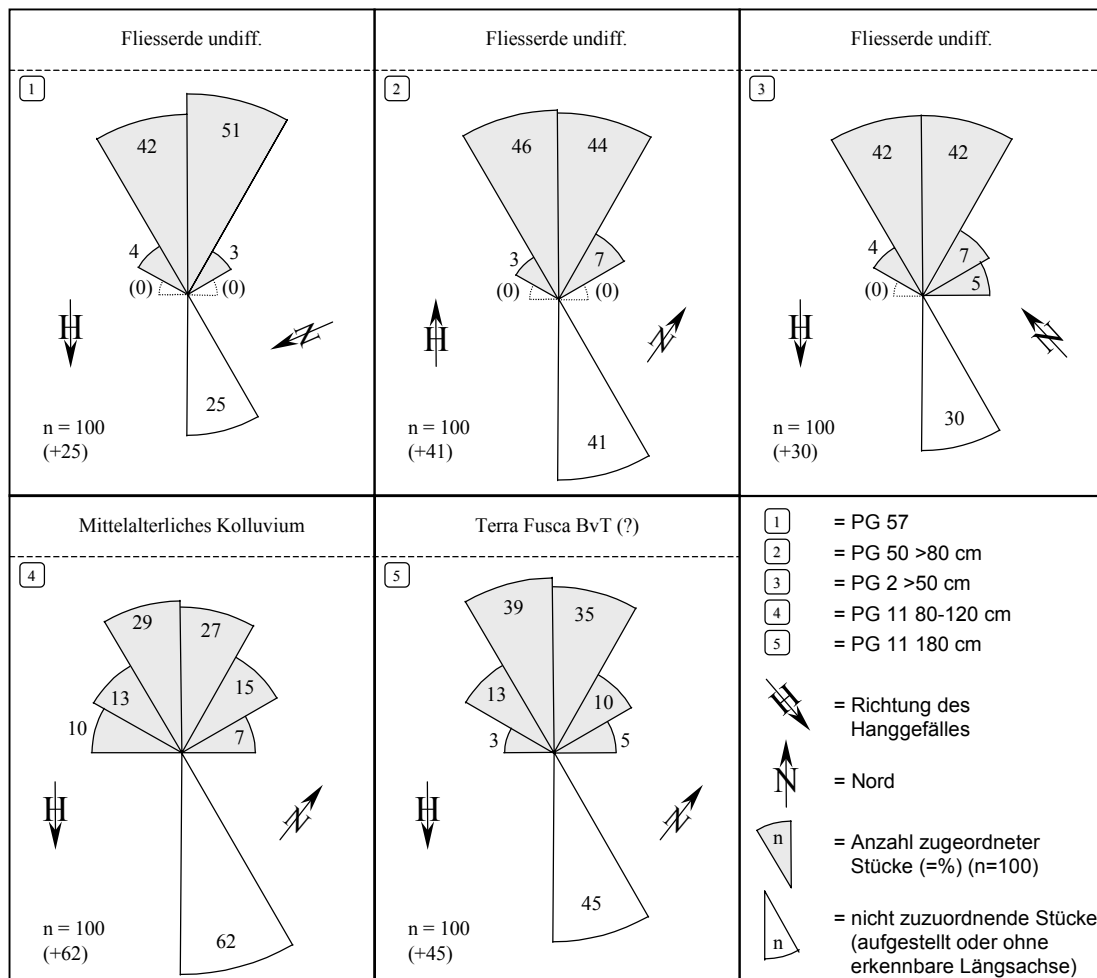 Fliesserde undiff.
1
42
51
4
3
(0)
(0)
H
N
25
n = 100
(+25)
Fliesserde undiff.
2
46
44
3
7
(0)
(0)
H
N
41
n = 100
(+41)
Fliesserde undiff.
3
42
42
4
7
(0)
5
H
N
30
n = 100
(+30)
Mittelalterliches Kolluvium
4
29
27
13
15
10
7
H
N
62
n = 100
(+62)
Terra Fusca BvT (?)
5
39
35
13
10
3
5
H
N
45
n = 100
(+45)
1 = PG 57
2 = PG 50 >80 cm
3 = PG 2 >50 cm
4 = PG 11 80-120 cm
5 = PG 11 180 cm
H = Richtung des
Hanggefälles
N = Nord
n = Anzahl zugeordneter
Stücke (=%) (n=100)
n = nicht zuzuordnende Stücke
(aufgestellt oder ohne
erkennbare Längsachse)